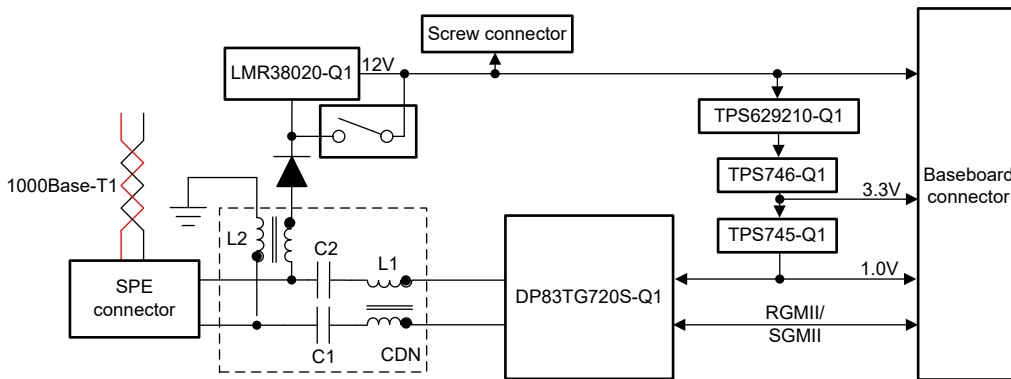 Screw connector
LMR38020-Q1
12V
TPS629210-Q1
1000Base-T1
TPS746-Q1
Baseboard
connector
3.3V
L2
TPS745-Q1
C2
L1
SPE
connector
DP83TG720S-Q1
1.0V
RGMII/
SGMII
C1
CDN